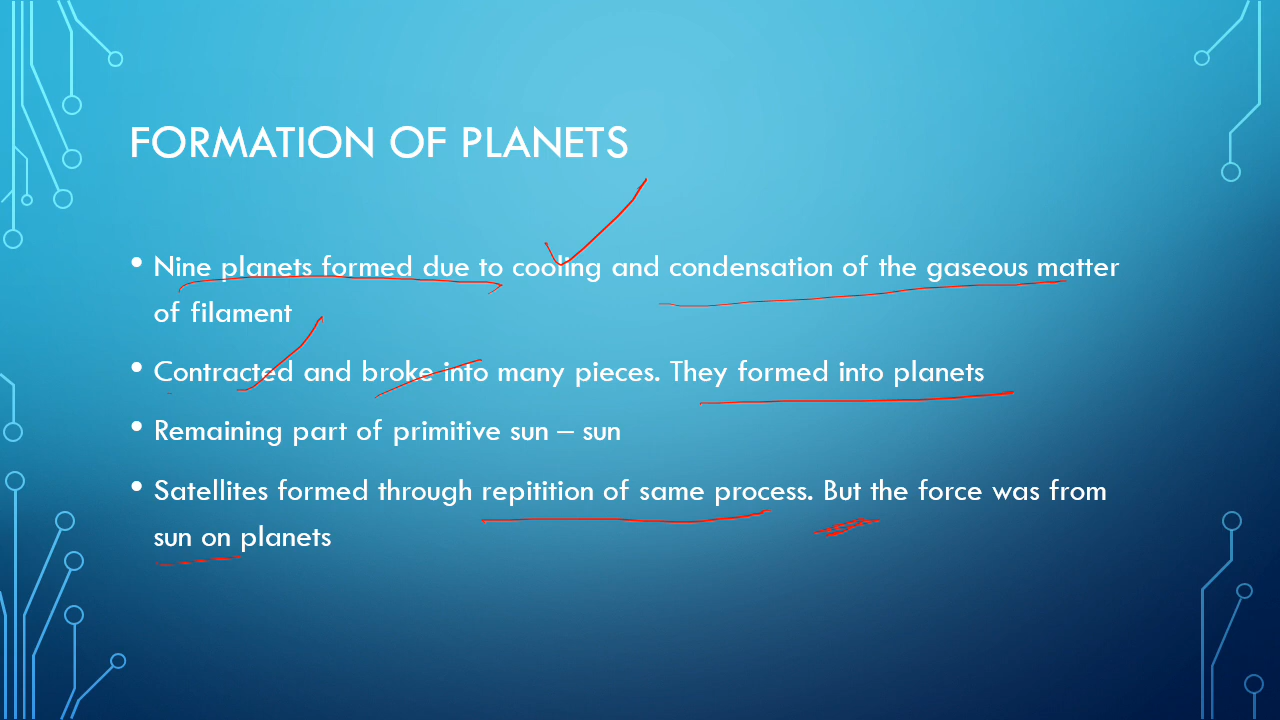 FORMATION OF PLANETS
• Nine planets formed due to cooling and condensation of the gaseous matter
of filament
• Contracted and broke into many pieces. They formed into planets
• Remaining part of primitive sun – sun
• Satellites formed through repitition of same process. But the force was from
sun on planets